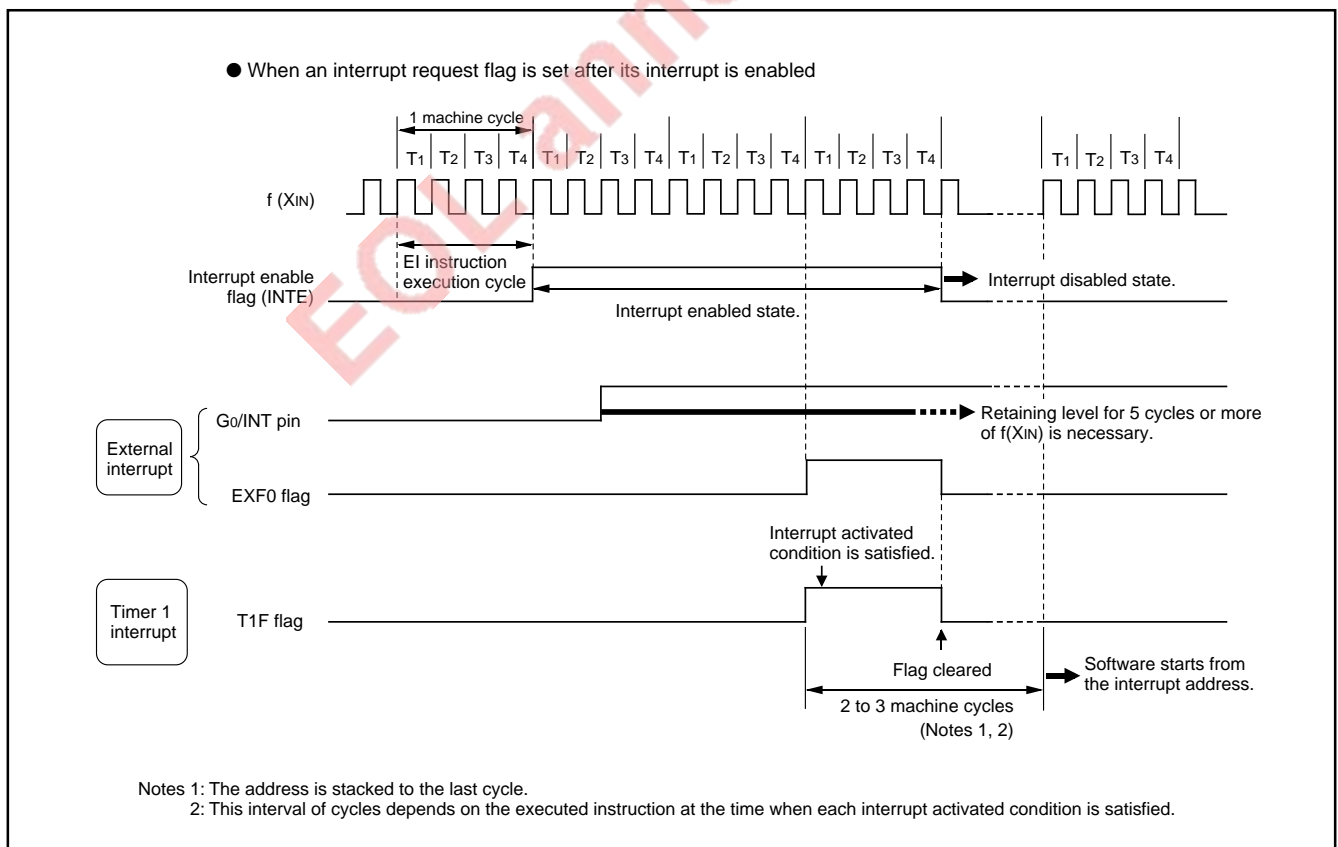 EOL ann
● When an interrupt request flag is set after its interrupt is enabled
1 machine cycle
T1 T2 T3 T4 T1 T2 T3 T4 T1 T2 T3 T4 T1 T2 T3 T4 T1 T2 T3 T4
f (XIN)
EI instruction
execution cycle
Interrupt enable
flag (INTE)
Interrupt enabled state.
Interrupt disabled state.
External
interrupt
G0/INT pin
Retaining level for 5 cycles or more
of f(XIN) is necessary.
EXF0 flag
Interrupt activated
condition is satisfied.
Timer 1
interrupt
T1F flag
Flag cleared
2 to 3 machine cycles
(Notes 1, 2)
Software starts from
the interrupt address.
Notes 1: The address is stacked to the last cycle.
2: This interval of cycles depends on the executed instruction at the time when each interrupt activated condition is satisfied.